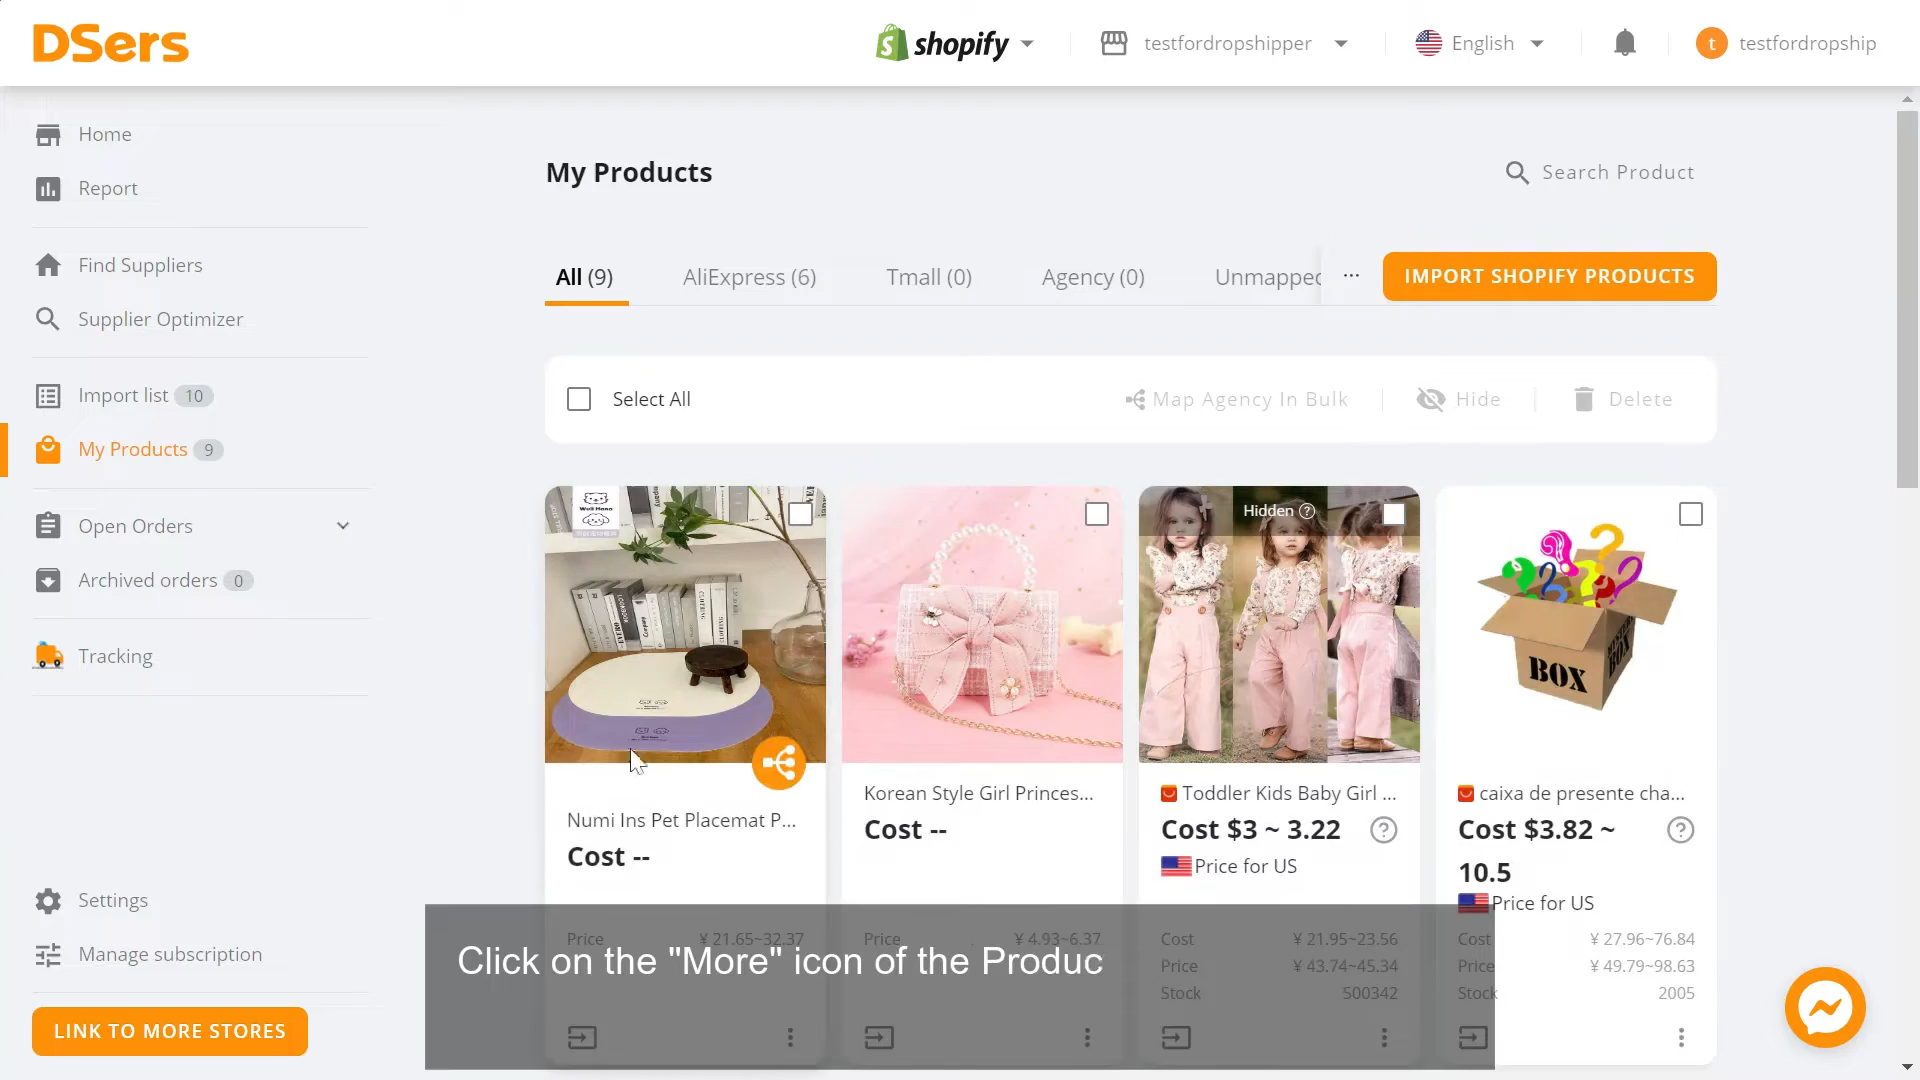 DSers
shopify
testfordropshipper
English
t
testfordropship
Home
Report
Find Suppliers
Supplier Optimizer
Import list 10
My Products 9
Open Orders
Archived orders 0
Tracking
Settings
Manage subscription
LINK TO MORE STORES
My Products
Search Product
All (9)
AliExpress (6)
Tmall (0)
Agency (0)
Unmapped
...
IMPORT SHOPIFY PRODUCTS
Select All
Map Agency In Bulk
Hide
Delete
Numi Ins Pet Placemat P...
Cost --
Price ¥ 21.65~32.37
Korean Style Girl Princes...
Cost --
Price ¥ 4.93~6.37
Hidden
Toddler Kids Baby Girl ...
Cost $3 ~ 3.22
Price for US
Cost ¥ 21.95~23.56
Price ¥ 43.74~45.34
Stock 500342
BOX
caixa de presente cha...
Cost $3.82 ~
10.5
Price for US
Cost ¥ 27.96~76.84
Price ¥ 49.79~98.63
Stock 2005
Click on the "More" icon of the Produc